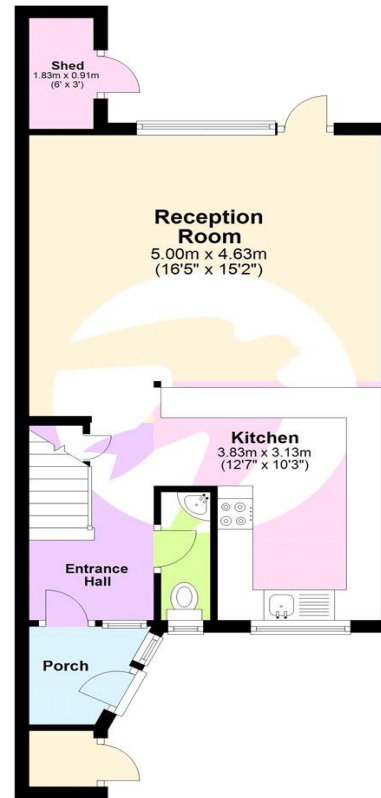 Shed
1.83m x 0.91m
(6' x 3')
Reception
Room
5.00m x 4.63m
(16'5" x 15'2")
Kitchen
3.83m x 3.13m
(12'7" x 10'3")
Entrance
Hall
Porch